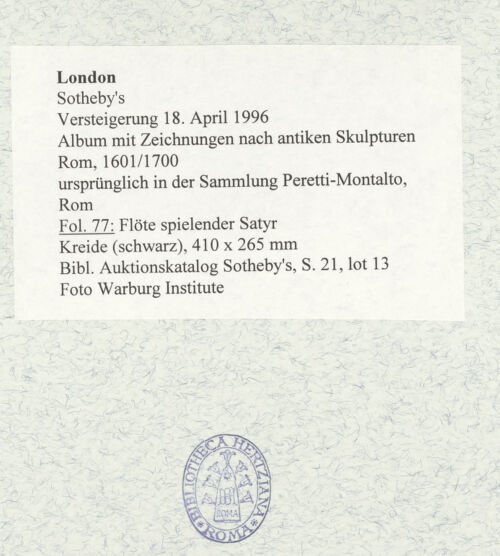 London
Sotheby's
Versteigerung 18. April 1996
Album mit Zeichnungen nach antiken Skulpturen
Rom, 1601/1700
ursprünglich in der Sammlung Peretti-Montalto,
Rom
Fol. 77: Flöte spielender Satyr
Kreide (schwarz), 410 x 265 mm
Bibl. Auktionskatalog Sotheby's, S. 21, lot 13
Foto Warburg Institute
BIBLIOTHECA HERTZIANA
ROMA
ROMA